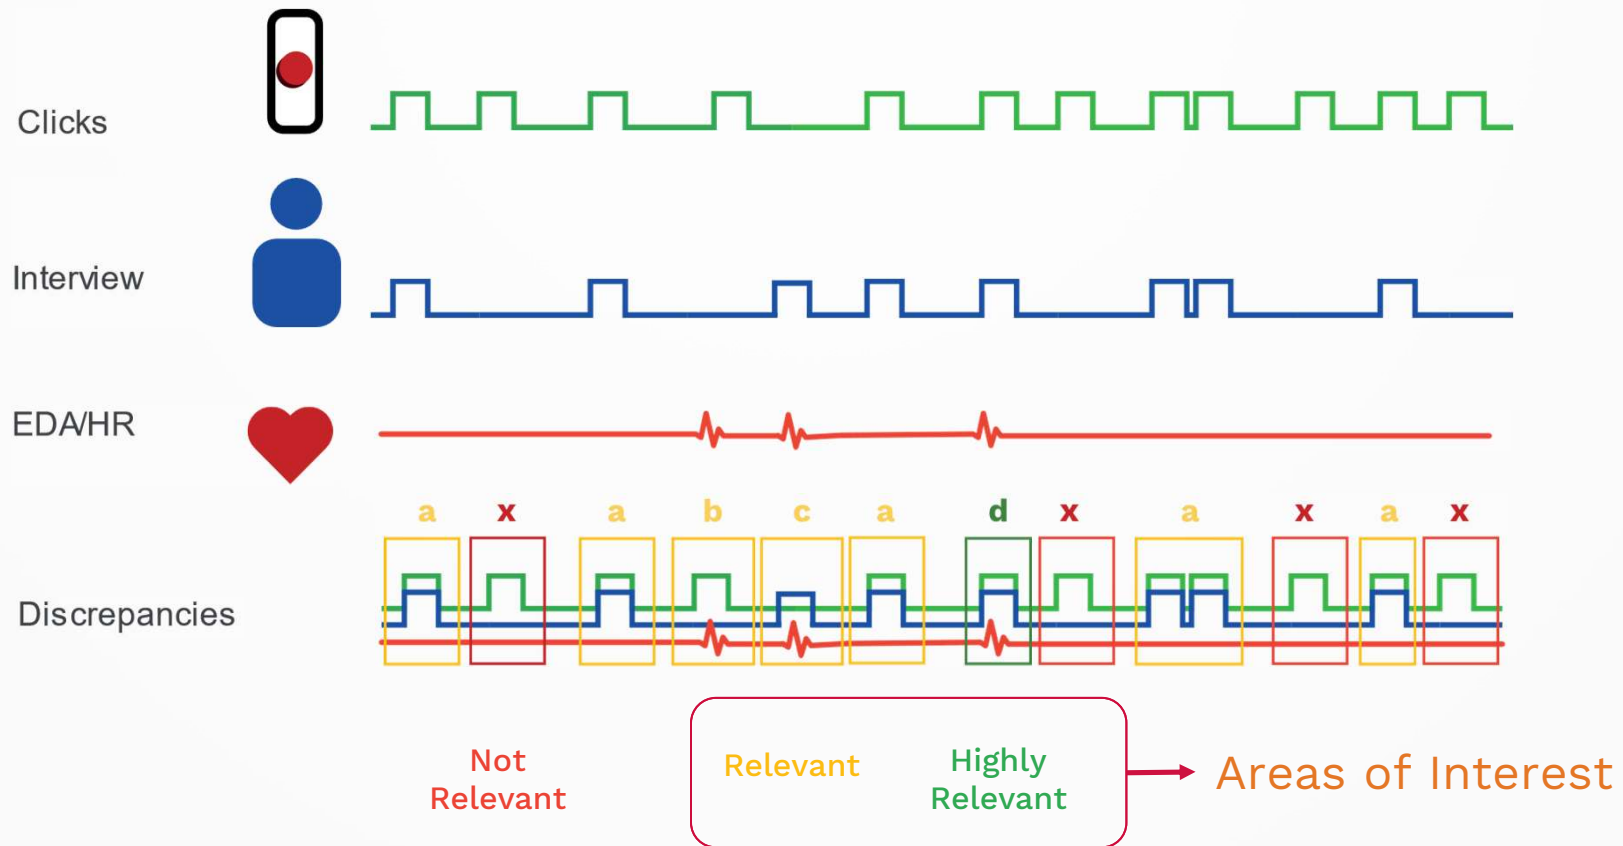 Clicks
Interview
EDA/HR
a x a b c a d x a x a x
Discrepancies
Not
Relevant
Relevant
Highly
Relevant
Areas of Interest